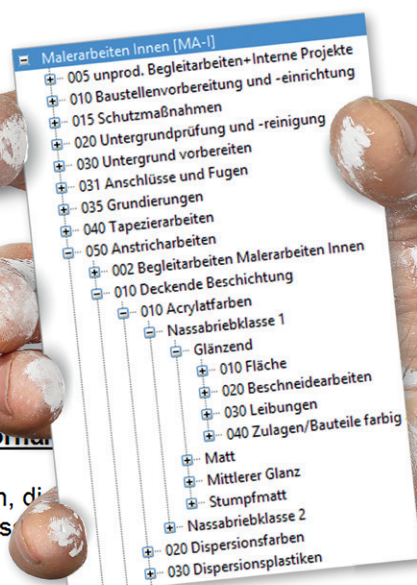 Malerarbeiten Innen [MA-I]
005 unprod. Begleitarbeiten+Interne Projekte
010 Baustellenvorbereitung und -einrichtung
015 Schutzmaßnahmen
020 Untergrundprüfung und -reinigung
030 Untergrund vorbereiten
031 Anschlüsse und Fugen
035 Grundierungen
040 Tapezierarbeiten
050 Anstricharbeiten
002 Begleitarbeiten Malerarbeiten Innen
010 Deckende Beschichtung
010 Acrylatfarben
Nassabriebklasse 1
Glänzend
010 Fläche
020 Beschneidearbeiten
030 Leibungen
040 Zulagen/Bauteile farbig
Matt
Mittlerer Glanz
Stumpfmatt
Nassabriebklasse 2
020 Dispersionsfarben
030 Dispersionsplastiken